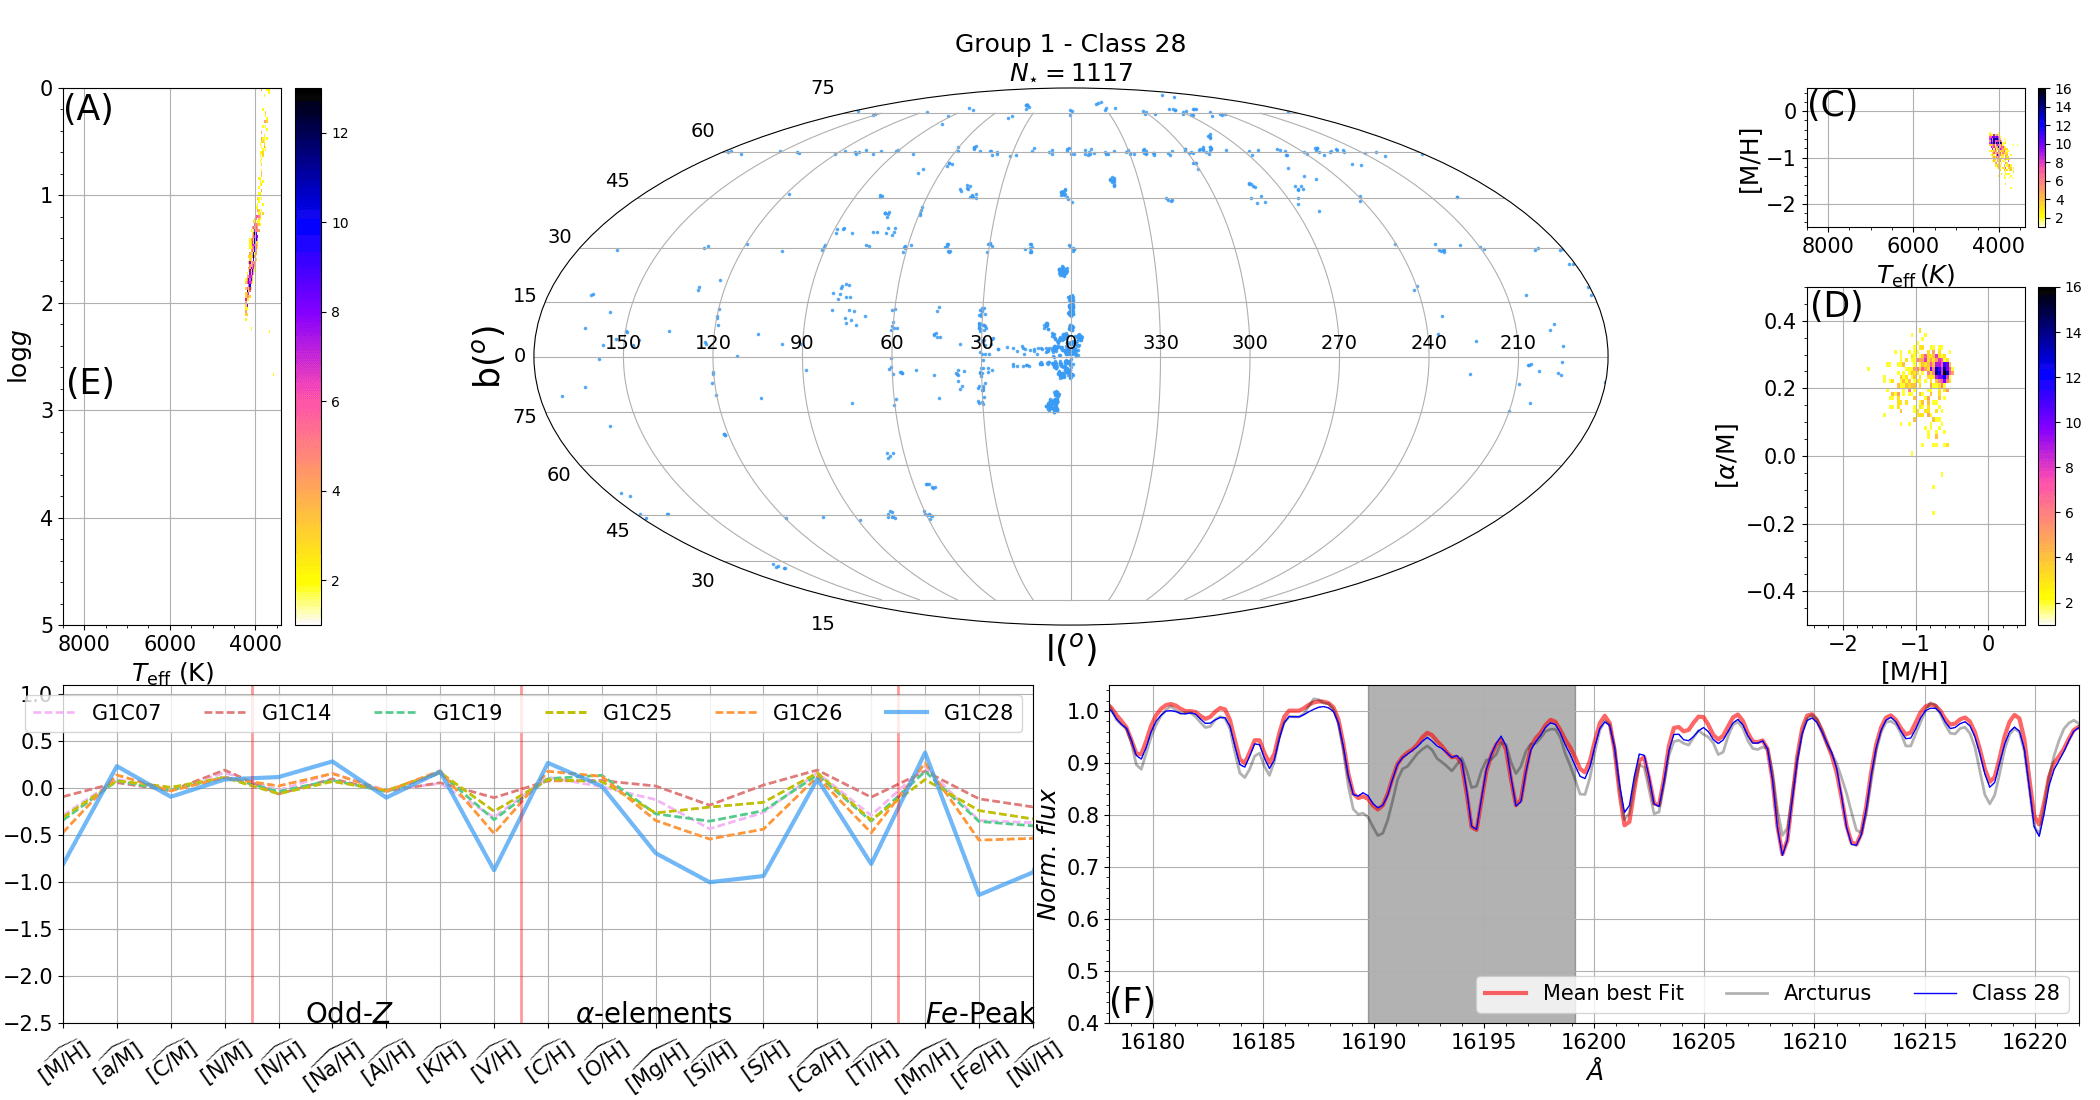 Group 1 - Class 28
N⋆ = 1117
(A)
(E)
0
1
2
3
4
5
logg
8000 6000 4000
Teff (K)
12
10
8
6
4
2
75
60
45
30
15
0
75
60
45
30
15
b(o)
150 120 90 60 30 0 330 300 270 240 210
l(o)
(C)
0
−1
−2
[M/H]
8000 6000 4000
Teff (K)
16
14
12
10
8
6
4
2
(D)
0.4
0.2
0.0
−0.2
−0.4
[α/M]
−2 −1 0
[M/H]
16
14
12
10
8
6
4
2
G1C07 G1C14 G1C19 G1C25 G1C26 G1C28
1.0
0.5
0.0
−0.5
−1.0
−1.5
−2.0
−2.5
Odd-Z α-elements Fe-Peak
[M/H] [a/M] [C/M] [N/M] [N/H] [Na/H] [Al/H] [K/H] [V/H] [C/H] [O/H] [Mg/H] [Si/H] [S/H] [Ca/H] [Ti/H] [Mn/H] [Fe/H] [Ni/H]
1.0
0.9
0.8
0.7
0.6
0.5
0.4
Norm. flux
(F)
Mean best Fit Arcturus Class 28
16180 16185 16190 16195 16200 16205 16210 16215 16220
Å